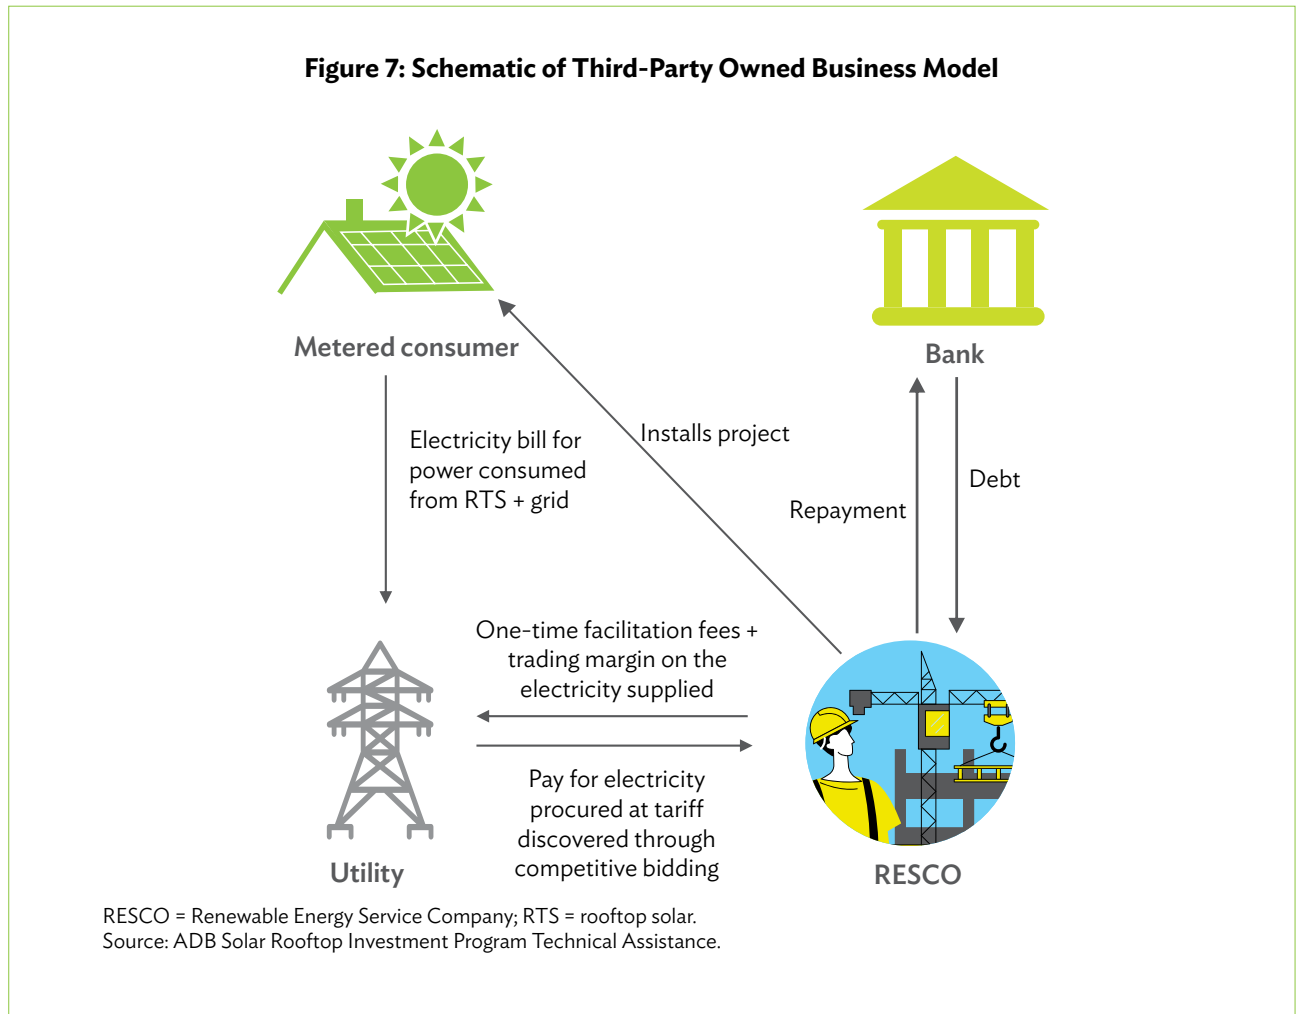 Figure 7: Schematic of Third-Party Owned Business Model
Metered consumer
Bank
Electricity bill for
power consumed
from RTS + grid
Installs project
Repayment
Debt
One-time facilitation fees +
trading margin on the
electricity supplied
Pay for electricity
procured at tariff
discovered through
competitive bidding
Utility
RESCO
RESCO = Renewable Energy Service Company; RTS = rooftop solar.
Source: ADB Solar Rooftop Investment Program Technical Assistance.